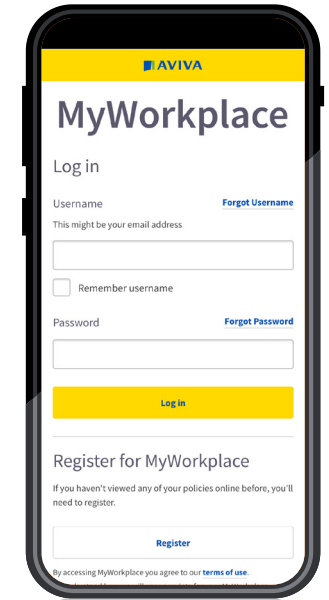 AVIVA
MyWorkplace
Log in
Username Forgot Username
This might be your email address
Remember username
Password Forgot Password
Log in
Register for MyWorkplace
If you haven't viewed any of your policies online before, you'll
need to register.
Register
By accessing MyWorkplace you agree to our terms of use.